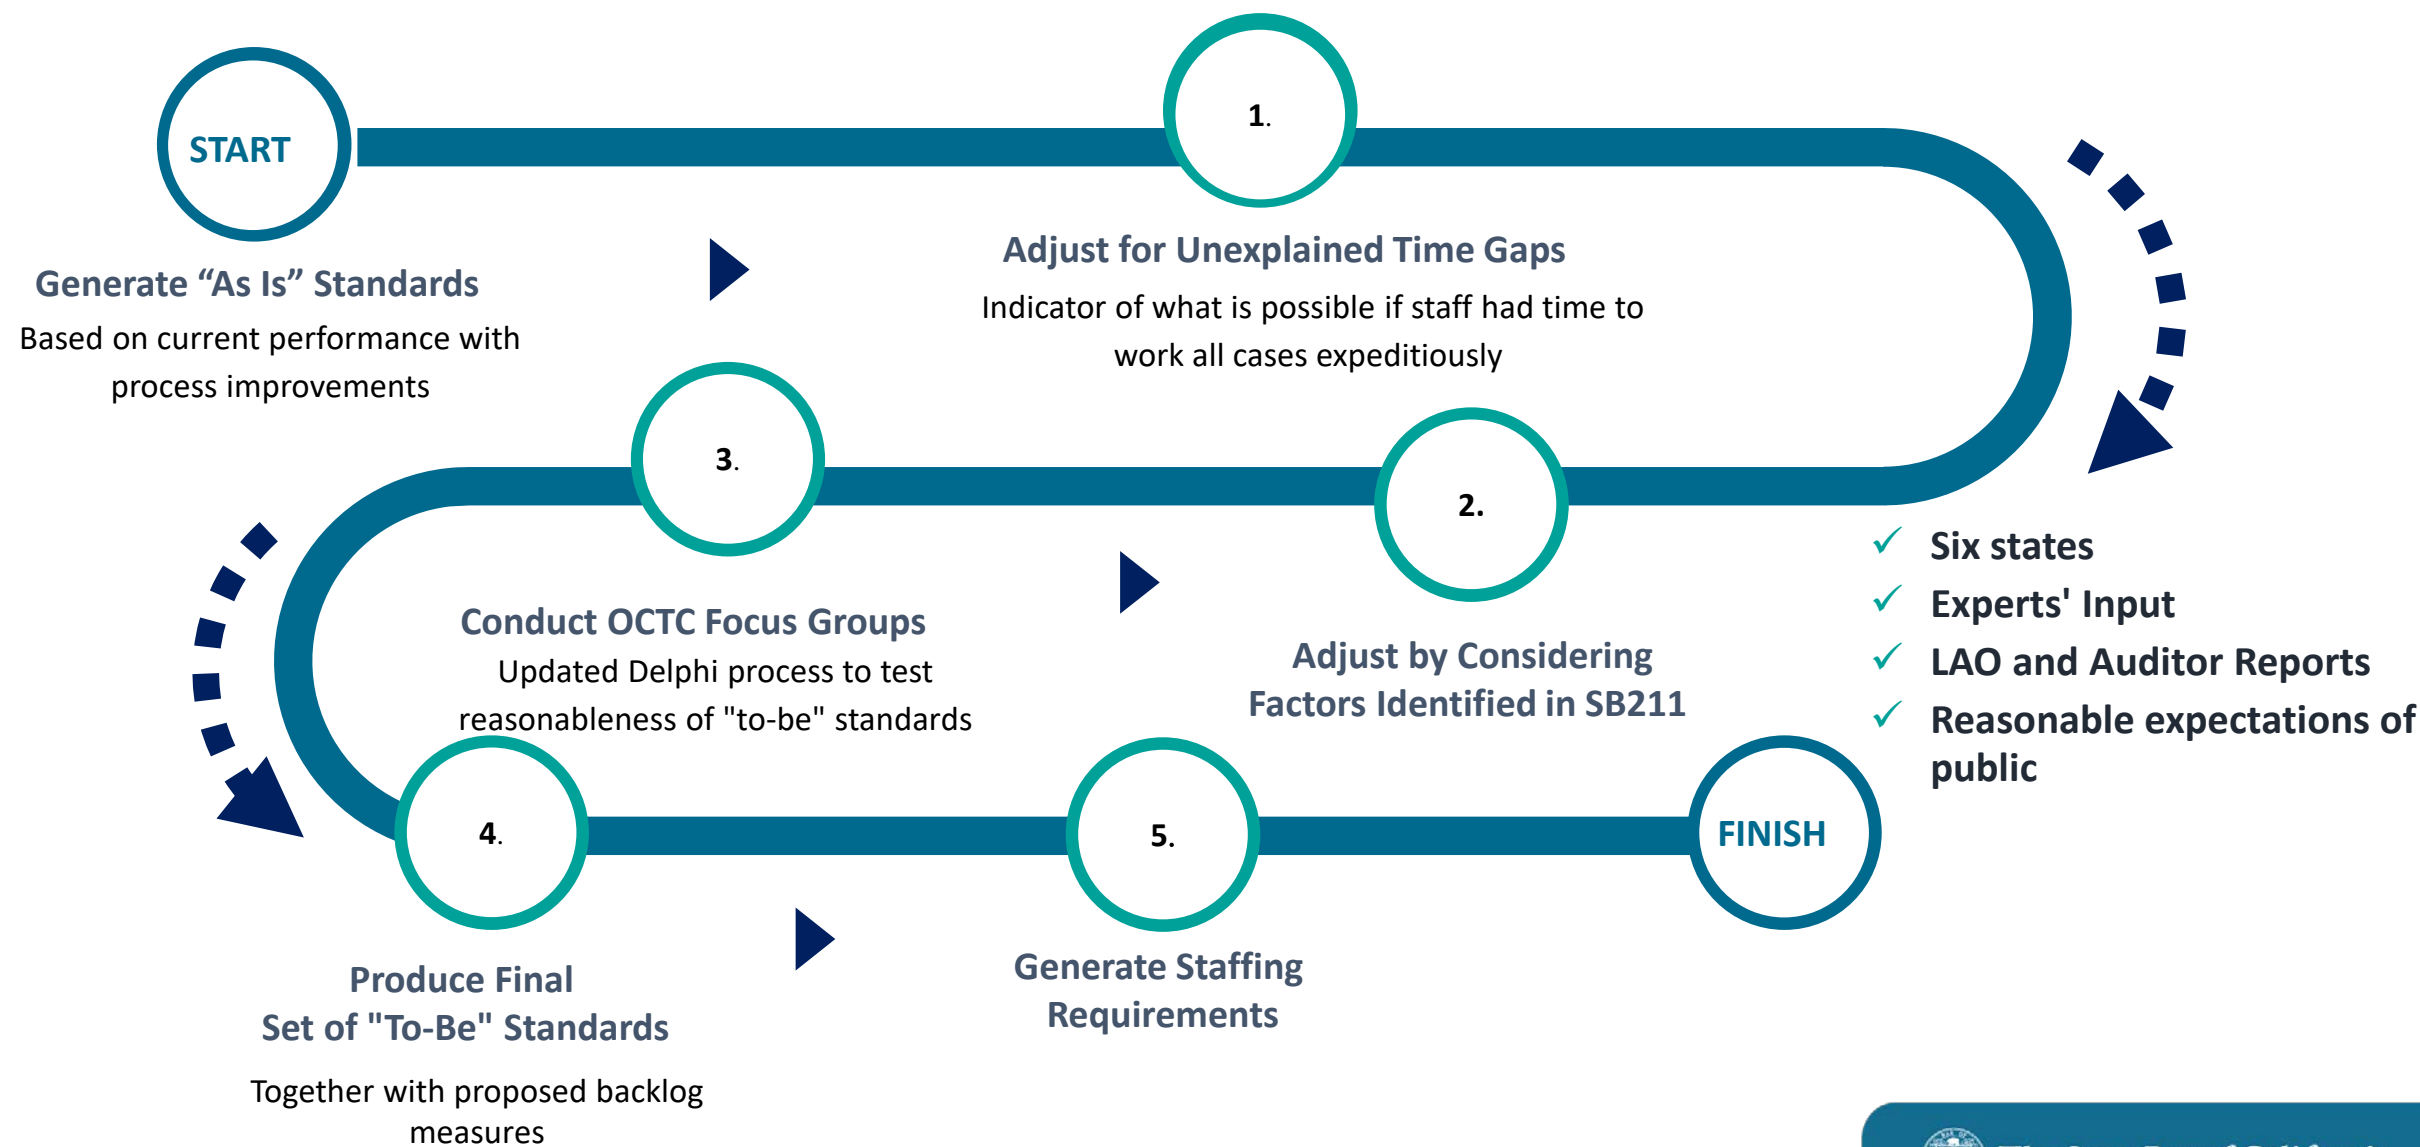 START
Generate “As Is” Standards
Based on current performance with
process improvements
1.
Adjust for Unexplained Time Gaps
Indicator of what is possible if staff had time to
work all cases expeditiously
2.
Adjust by Considering
Factors Identified in SB211
✓ Six states
✓ Experts' Input
✓ LAO and Auditor Reports
✓ Reasonable expectations of
public
3.
Conduct OCTC Focus Groups
Updated Delphi process to test
reasonableness of "to-be" standards
4.
Produce Final
Set of "To-Be" Standards
Together with proposed backlog
measures
5.
Generate Staffing
Requirements
FINISH